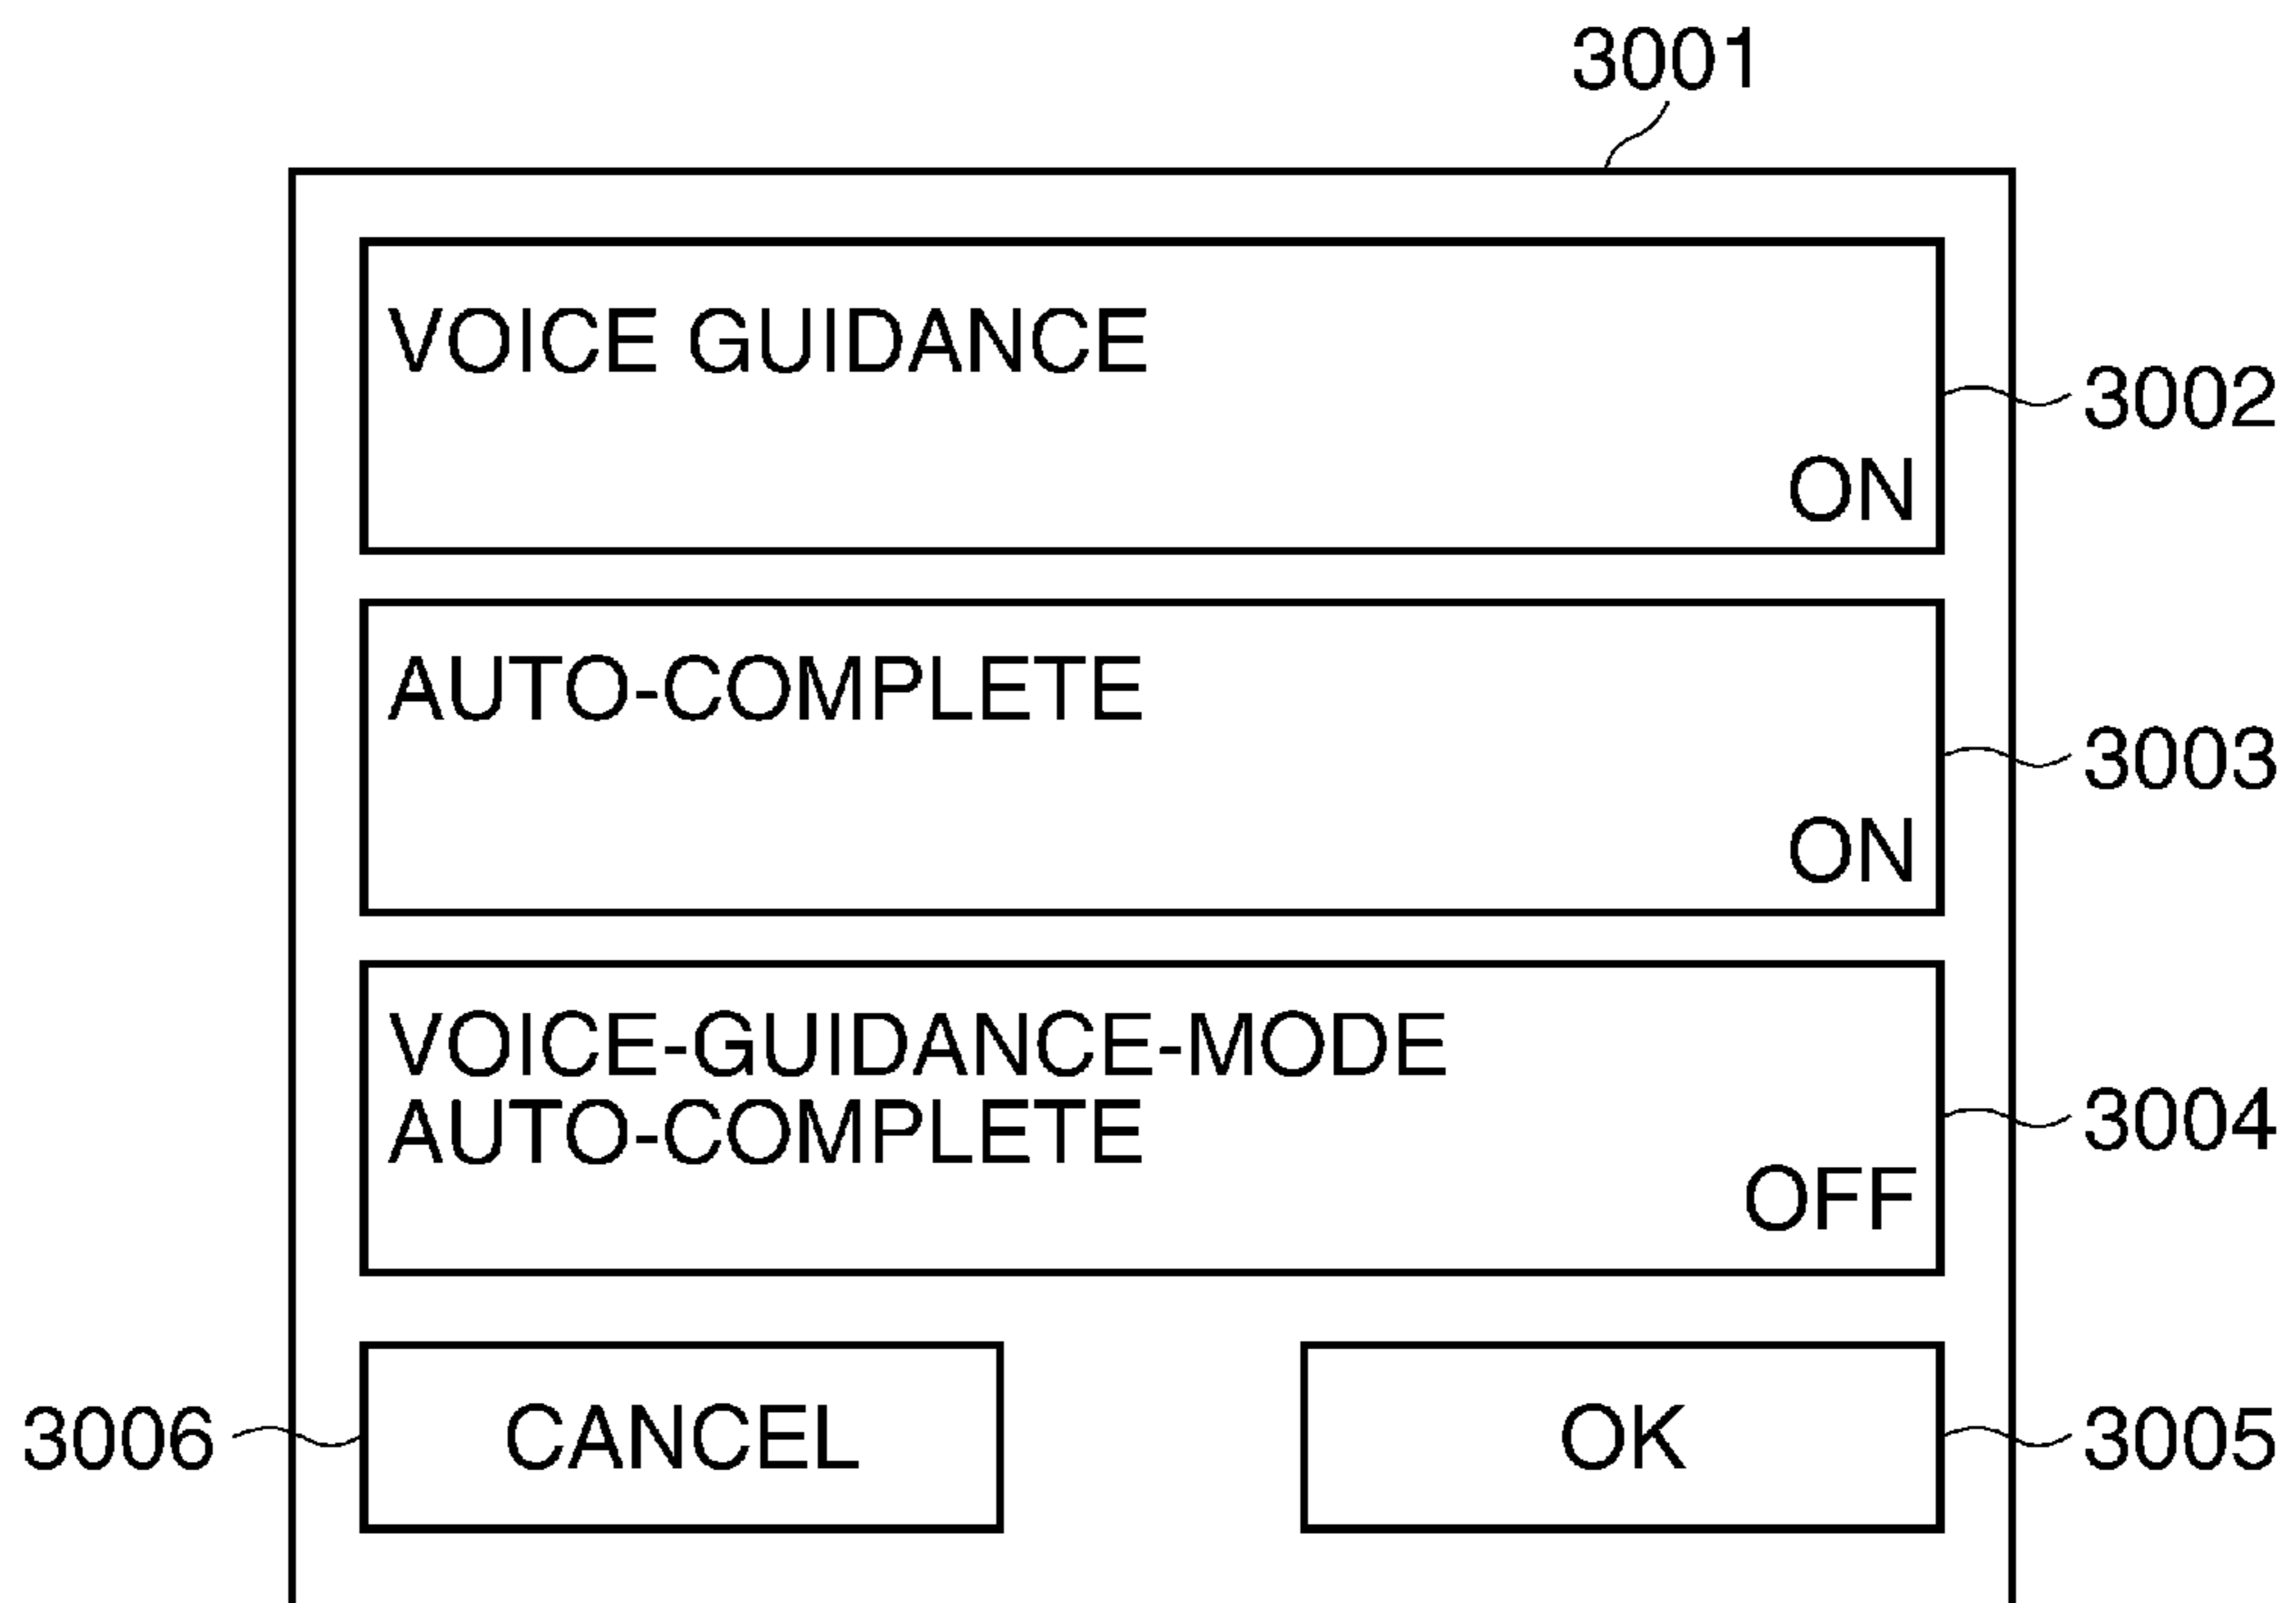 3001
VOICE GUIDANCE
3002
ON
AUTO-COMPLETE
3003
ON
VOICE-GUIDANCE-MODE
AUTO-COMPLETE
3004
OFF
3006
CANCEL
OK
3005